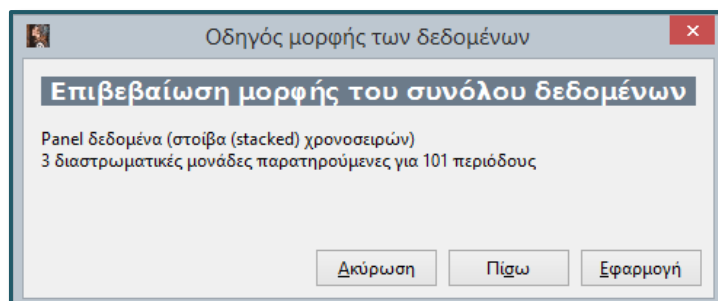 Οδηγός μορφής των δεδομένων
Επιβεβαίωση μορφής του συνόλου δεδομένων
Panel δεδομένα (στοίβα (stacked) χρονοσειρών)
3 διαστρωματικές μονάδες παρατηρούμενες για 101 περιόδους
Ακύρωση Πίσω Εφαρμογή